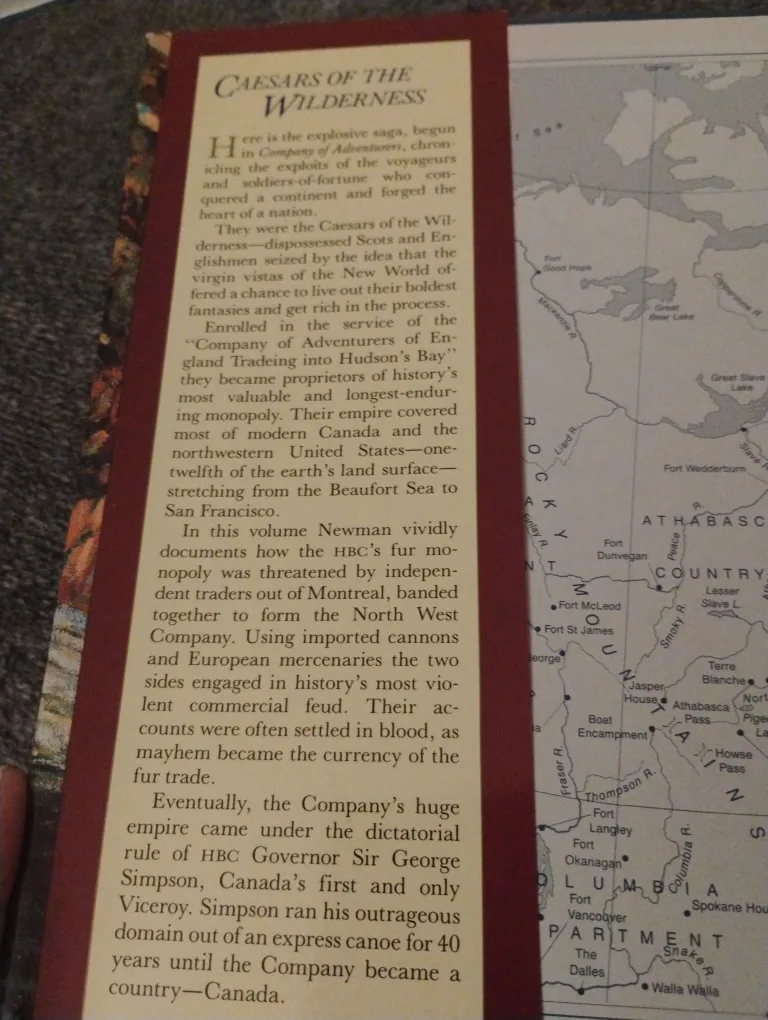 CAESARS OF THE
WILDERNESS
Here is the explosive saga, begun
in Company of Adventurers, chron-
icling the exploits of the voyageurs
and soldiers-of-fortune who con-
quered a continent and forged the
heart of a nation.
They were the Caesars of the Wil-
derness—dispossessed Scots and En-
glishmen seized by the idea that the
virgin vistas of the New World of-
fered a chance to live out their boldest
fantasies and get rich in the process.
Enrolled in the service of the
“Company of Adventurers of En-
gland Tradeing into Hudson's Bay”
they became proprietors of history's
most valuable and longest-endur-
ing monopoly. Their empire covered
most of modern Canada and the
northwestern United States—one-
twelfth of the earth's land surface—
stretching from the Beaufort Sea to
San Francisco.
In this volume Newman vividly
documents how the HBC's fur mo-
nopoly was threatened by indepen-
dent traders out of Montreal, banded
together to form the North West
Company. Using imported cannons
and European mercenaries the two
sides engaged in history's most vio-
lent commercial feud. Their ac-
counts were often settled in blood, as
mayhem became the currency of the
fur trade.
Eventually, the Company's huge
empire came under the dictatorial
rule of HBC Governor Sir George
Simpson, Canada's first and only
Viceroy. Simpson ran his outrageous
domain out of an express canoe for 40
years until the Company became a
country—Canada.
Sea
Fort
Good Hope
Mackenzie R.
Great
Bear Lake
Coppermine R.
Great Slave
Lake
Slave R.
Liard R.
Fort Wedderburn
ROCKY
MOUNTAINS
Finlay R.
ATHABASC
COUNTRY
Peace R.
Fort
Dunvegan
Lesser
Slave L.
Fort McLeod
Smoky R.
Fort St James
eorge
Terre
Blanche
Jasper
House
Athabasca
Pass
Nort
Pige
La
Boat
Encampment
Howse
Pass
Fraser R.
Thompson R.
Fort
Langley
Fort
Okanagan
Columbia R.
OLUMBIA
Spokane Hou
Fort
Vancouver
PARTMENT
Snake R.
The
Dalles
Walla Walla